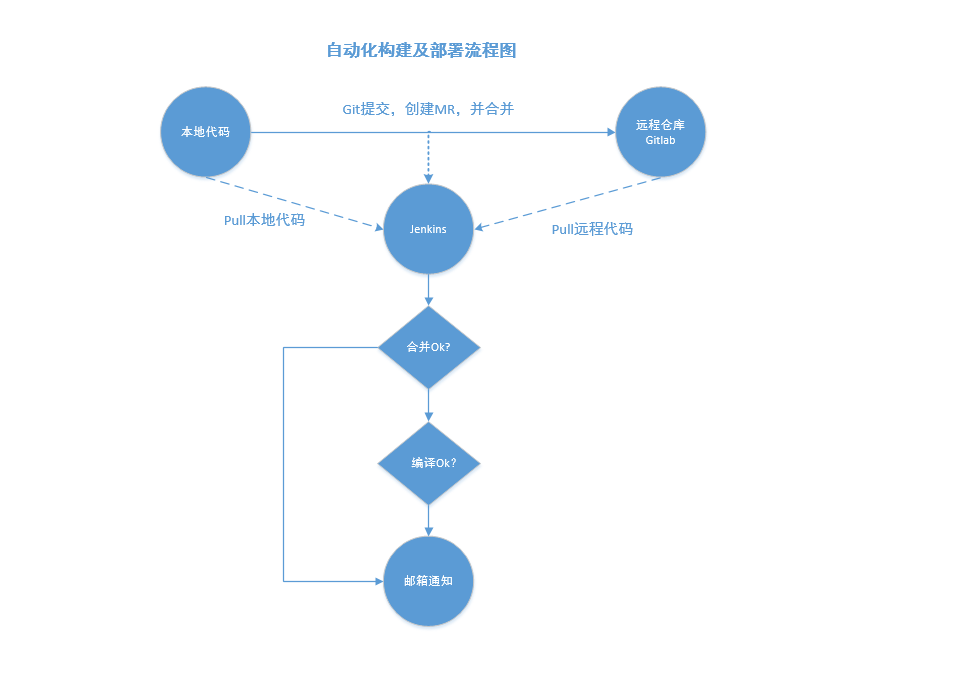 自动化构建及部署流程图
Git提交，创建MR，并合并
本地代码
远程仓库
Gitlab
Pull本地代码
Jenkins
Pull远程代码
合并Ok?
编译Ok?
邮箱通知